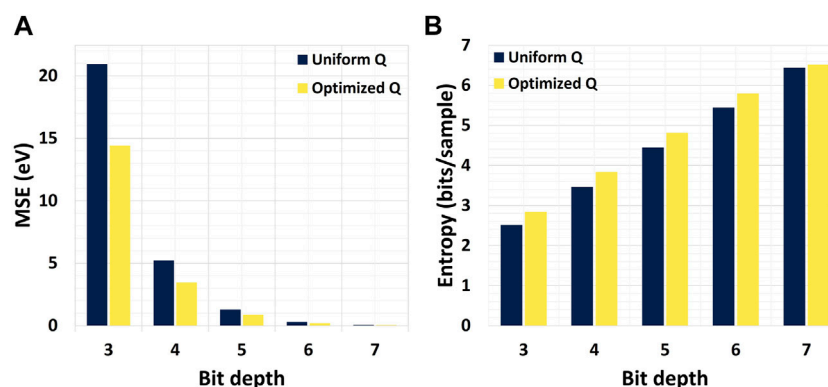 A
MSE (eV)
20
15
10
5
0
Uniform Q
Optimized Q
3 4 5 6 7
Bit depth
B
Entropy (bits/sample)
7
6
5
4
3
2
1
0
Uniform Q
Optimized Q
3 4 5 6 7
Bit depth